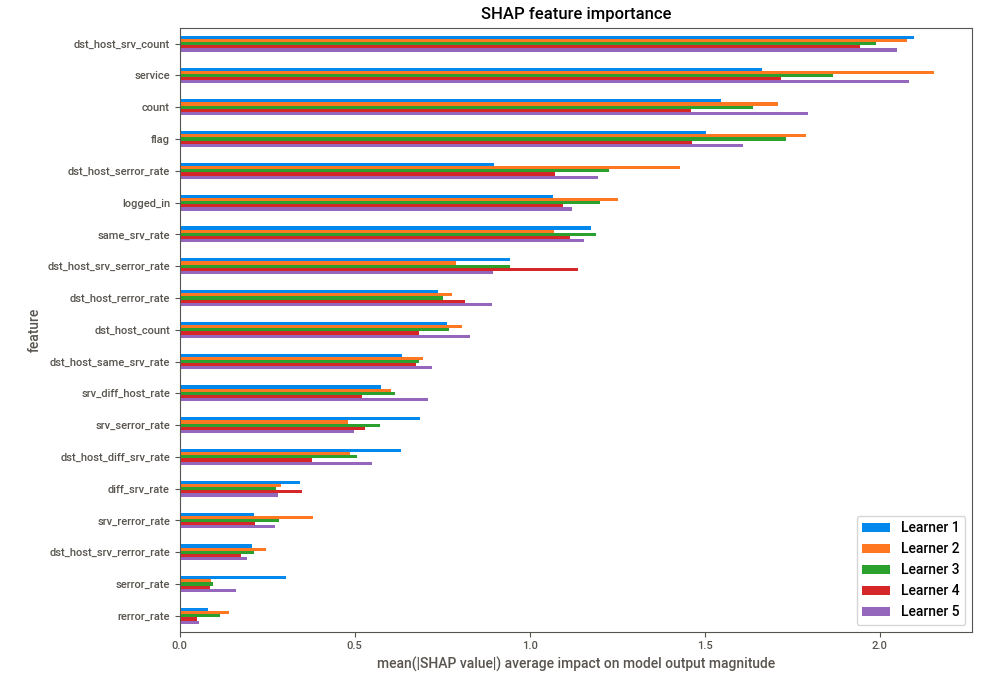 SHAP feature importance
dst_host_srv_count
service
count
flag
dst_host_serror_rate
logged_in
same_srv_rate
dst_host_srv_serror_rate
dst_host_rerror_rate
dst_host_count
dst_host_same_srv_rate
srv_diff_host_rate
srv_serror_rate
dst_host_diff_srv_rate
diff_srv_rate
srv_rerror_rate
dst_host_srv_rerror_rate
serror_rate
rerror_rate
feature
Learner 1
Learner 2
Learner 3
Learner 4
Learner 5
0.0 0.5 1.0 1.5 2.0
mean(|SHAP value|) average impact on model output magnitude